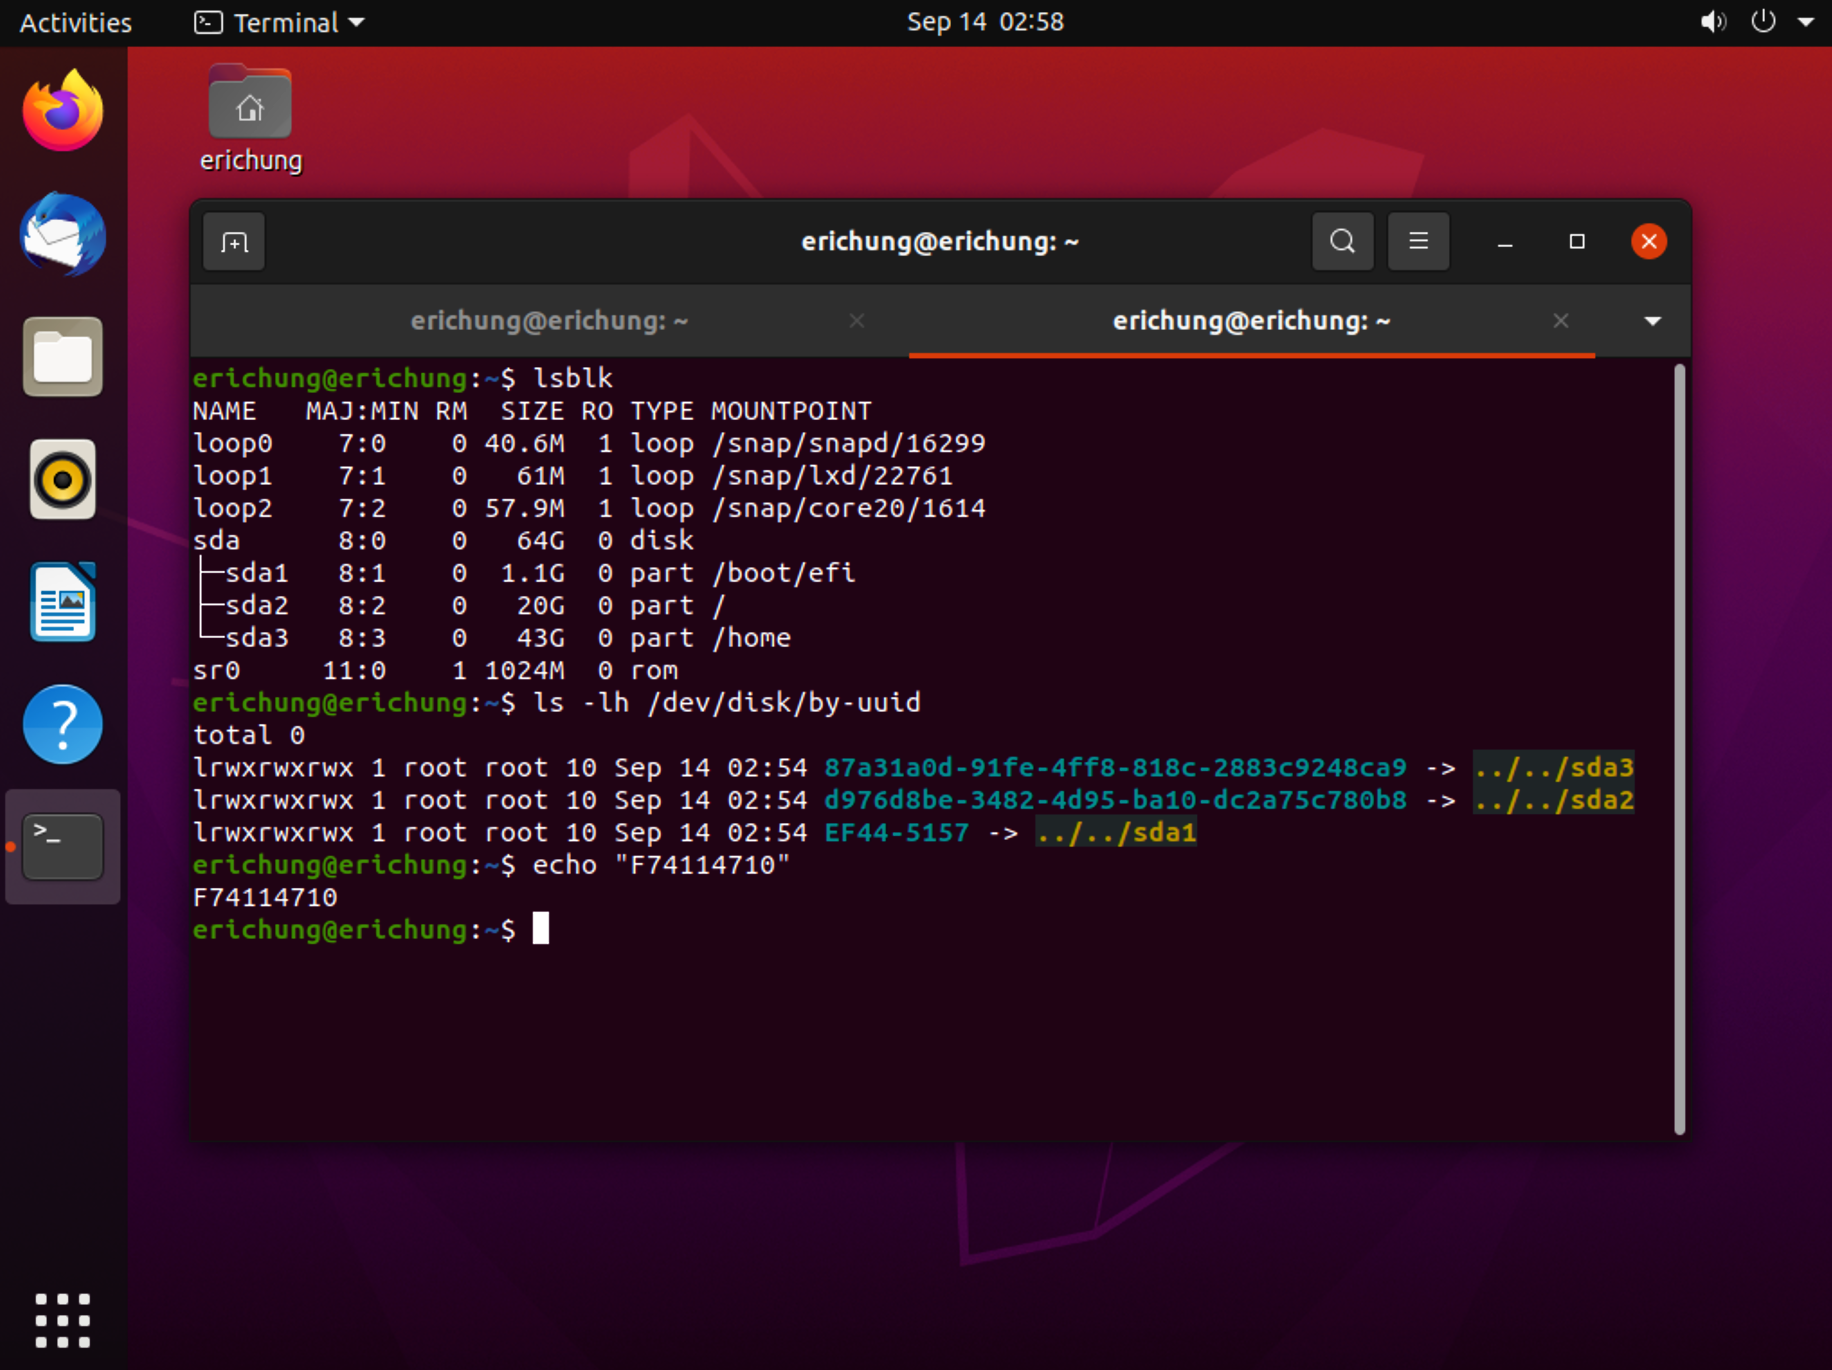 Activities Terminal Sep 14 02:58
erichung
erichung@erichung: ~
erichung@erichung: ~ erichung@erichung: ~
erichung@erichung:~$ lsblk
NAME   MAJ:MIN RM   SIZE RO TYPE MOUNTPOINT
loop0    7:0    0 40.6M  1 loop /snap/snapd/16299
loop1    7:1    0   61M  1 loop /snap/lxd/22761
loop2    7:2    0 57.9M  1 loop /snap/core20/1614
sda      8:0    0   64G  0 disk
├─sda1   8:1    0  1.1G  0 part /boot/efi
├─sda2   8:2    0   20G  0 part /
└─sda3   8:3    0   43G  0 part /home
sr0     11:0    1 1024M  0 rom
erichung@erichung:~$ ls -lh /dev/disk/by-uuid
total 0
lrwxrwxrwx 1 root root 10 Sep 14 02:54 87a31a0d-91fe-4ff8-818c-2883c9248ca9 -> ../../sda3
lrwxrwxrwx 1 root root 10 Sep 14 02:54 d976d8be-3482-4d95-ba10-dc2a75c780b8 -> ../../sda2
lrwxrwxrwx 1 root root 10 Sep 14 02:54 EF44-5157 -> ../../sda1
erichung@erichung:~$ echo "F74114710"
F74114710
erichung@erichung:~$